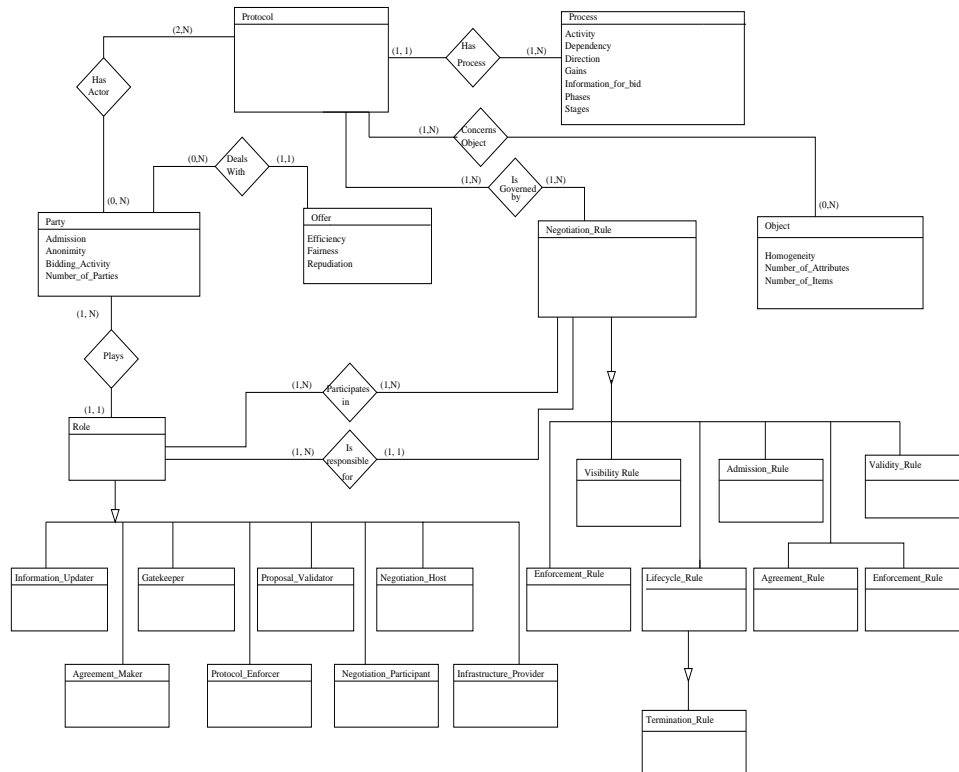 Protocol
Process
(2,N)
(1, 1)
Has
Process
(1,N)
Activity
Dependency
Direction
Gains
Information_for_bid
Phases
Stages
Has
Actor
(1,N)
Concerns
Object
(0,N)
Deals
With
(1,1)
(1,N)
Is
Governed
by
(1,N)
(0, N)
(0,N)
Party
Admission
Anonimity
Bidding_Activity
Number_of_Parties
Offer
Efficiency
Fairness
Repudiation
Negotiation_Rule
Object
Homogeneity
Number_of_Attributes
Number_of_Items
(1, N)
Plays
(1, 1)
(1,N)
Participates
in
(1,N)
Role
(1, N)
Is
responsible
for
(1, 1)
Visibility Rule
Admission_Rule
Validity_Rule
Information_Updater
Gatekeeper
Proposal_Validator
Negotiation_Host
Enforcement_Rule
Lifecycle_Rule
Agreement_Rule
Enforcement_Rule
Agreement_Maker
Protocol_Enforcer
Negotiation_Participant
Infrastructure_Provider
Termination_Rule